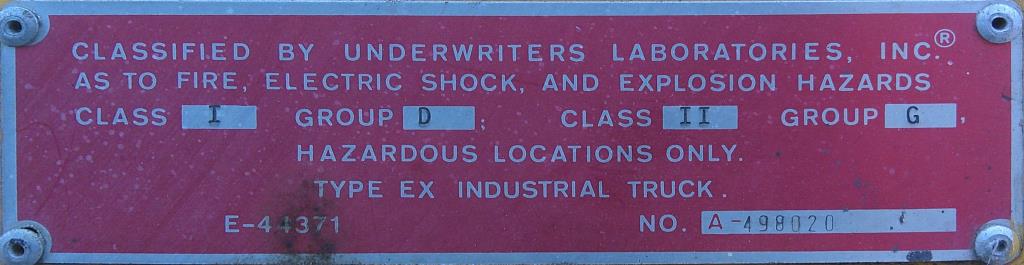 CLASSIFIED BY UNDERWRITERS LABORATORIES, INC.®
AS TO FIRE, ELECTRIC SHOCK, AND EXPLOSION HAZARDS
CLASS I GROUP D ; CLASS II GROUP G ,
HAZARDOUS LOCATIONS ONLY.
TYPE EX INDUSTRIAL TRUCK.
E-44371 NO. A-498020